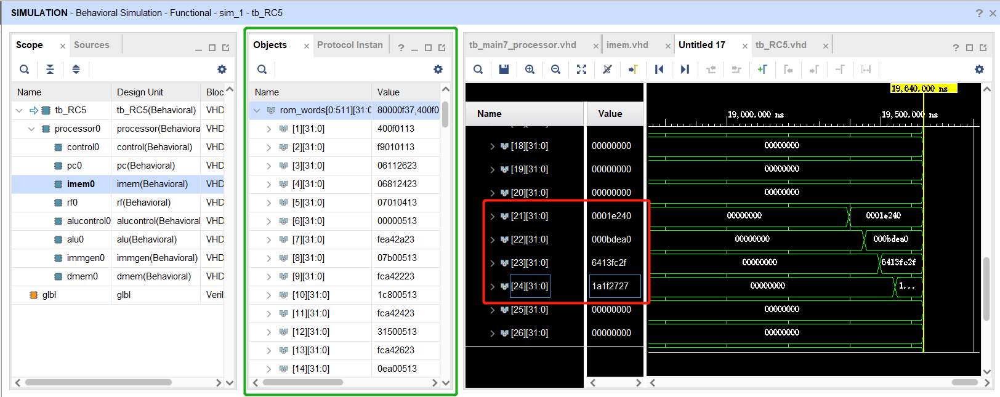 SIMULATION - Behavioral Simulation - Functional - sim_1 - tb_RC5
Scope
Sources
Name
Design Unit
Bloc
tb_RC5
tb_RC5(Behavioral)
VHD
processor0
processor(Behaviora
VHD
control0
control(Behavioral)
VHD
pc0
pc(Behavioral)
VHD
imem0
imem(Behavioral)
VHD
rf0
rf(Behavioral)
VHD
alucontrol0
alucontrol(Behavioral
VHD
alu0
alu(Behavioral)
VHD
immgen0
immgen(Behavioral)
VHD
dmem0
dmem(Behavioral)
VHD
glbl
glbl
Veril
Objects
Protocol Instan
Name
Value
rom_words[0:511][31:0
80000f37,400f0
[1][31:0]
400f0113
[2][31:0]
f9010113
[3][31:0]
06112623
[4][31:0]
06812423
[5][31:0]
07010413
[6][31:0]
00000513
[7][31:0]
fea42a23
[8][31:0]
07b00513
[9][31:0]
fca42223
[10][31:0]
1c800513
[11][31:0]
fca42423
[12][31:0]
31500513
[13][31:0]
fca42623
[14][31:0]
0ea00513
tb_main7_processor.vhd
imem.vhd
Untitled 17
tb_RC5.vhd
19,640.000 ns
19,000.000 ns
19,500.000 ns
Name
Value
[18][31:0]
00000000
00000000
[19][31:0]
00000000
00000000
[20][31:0]
00000000
00000000
[21][31:0]
0001e240
00000000
0001e240
[22][31:0]
000bdea0
00000000
000bdea0
[23][31:0]
6413fc2f
00000000
6413fc2f
[24][31:0]
1a1f2727
00000000
1...
[25][31:0]
00000000
00000000
[26][31:0]
00000000
00000000